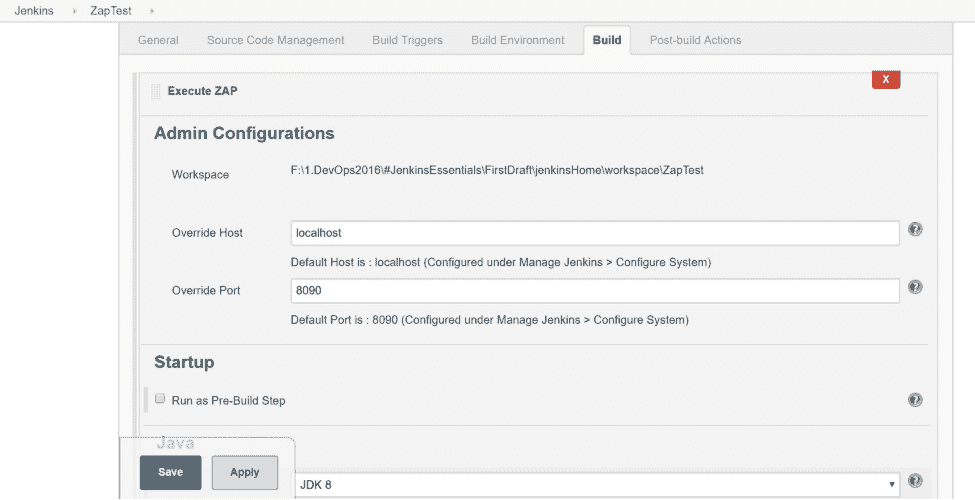 Jenkins ZapTest
General Source Code Management Build Triggers Build Environment Build Post-build Actions
X
Execute ZAP
Admin Configurations
Workspace F:\1.DevOps2016\#JenkinsEssentials\FirstDraft\jenkinsHome\workspace\ZapTest
Override Host localhost
Default Host is : localhost (Configured under Manage Jenkins > Configure System)
Override Port 8090
Default Port is : 8090 (Configured under Manage Jenkins > Configure System)
Startup
Run as Pre-Build Step
Java
Save Apply
JDK 8